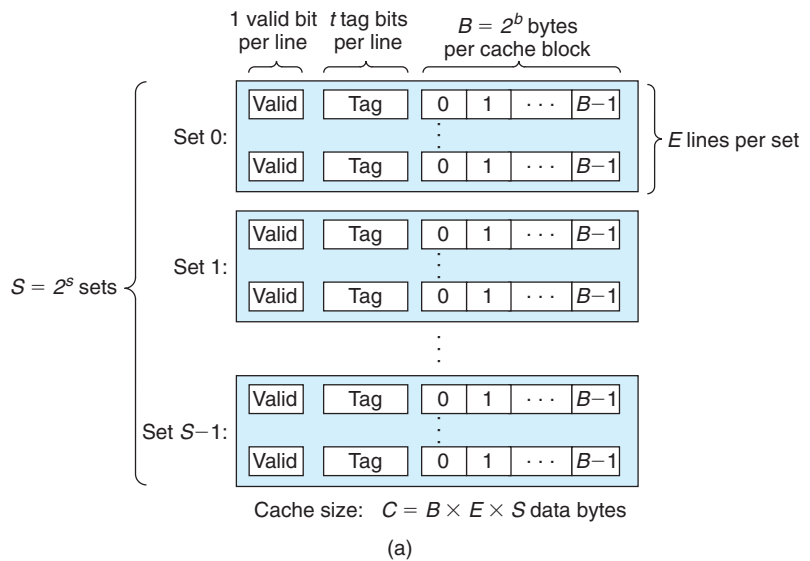 1 valid bit per line
t tag bits per line
B = 2^b bytes per cache block
Valid Tag 0 1 · · · B−1
Set 0:
E lines per set
Valid Tag 0 1 · · · B−1
Valid Tag 0 1 · · · B−1
Set 1:
Valid Tag 0 1 · · · B−1
S = 2^s sets
Valid Tag 0 1 · · · B−1
Set S−1:
Valid Tag 0 1 · · · B−1
Cache size: C = B × E × S data bytes
(a)